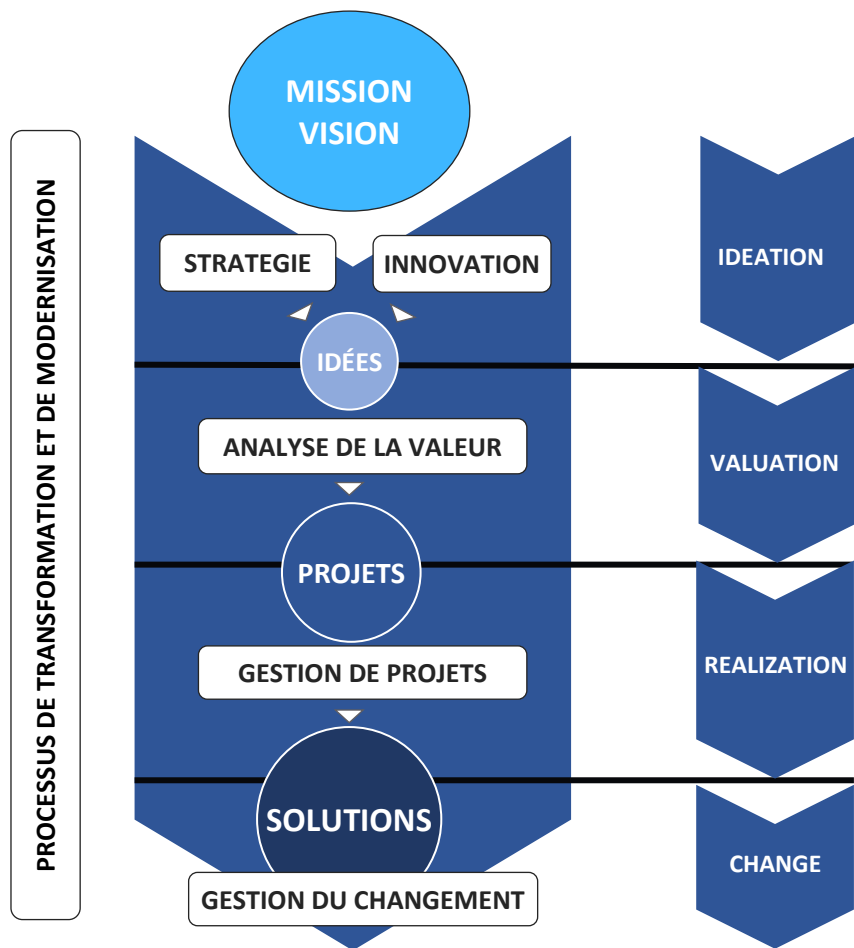 PROCESSUS DE TRANSFORMATION ET DE MODERNISATION
MISSION
VISION
STRATEGIE
INNOVATION
IDÉES
ANALYSE DE LA VALEUR
PROJETS
GESTION DE PROJETS
SOLUTIONS
GESTION DU CHANGEMENT
IDEATION
VALUATION
REALIZATION
CHANGE